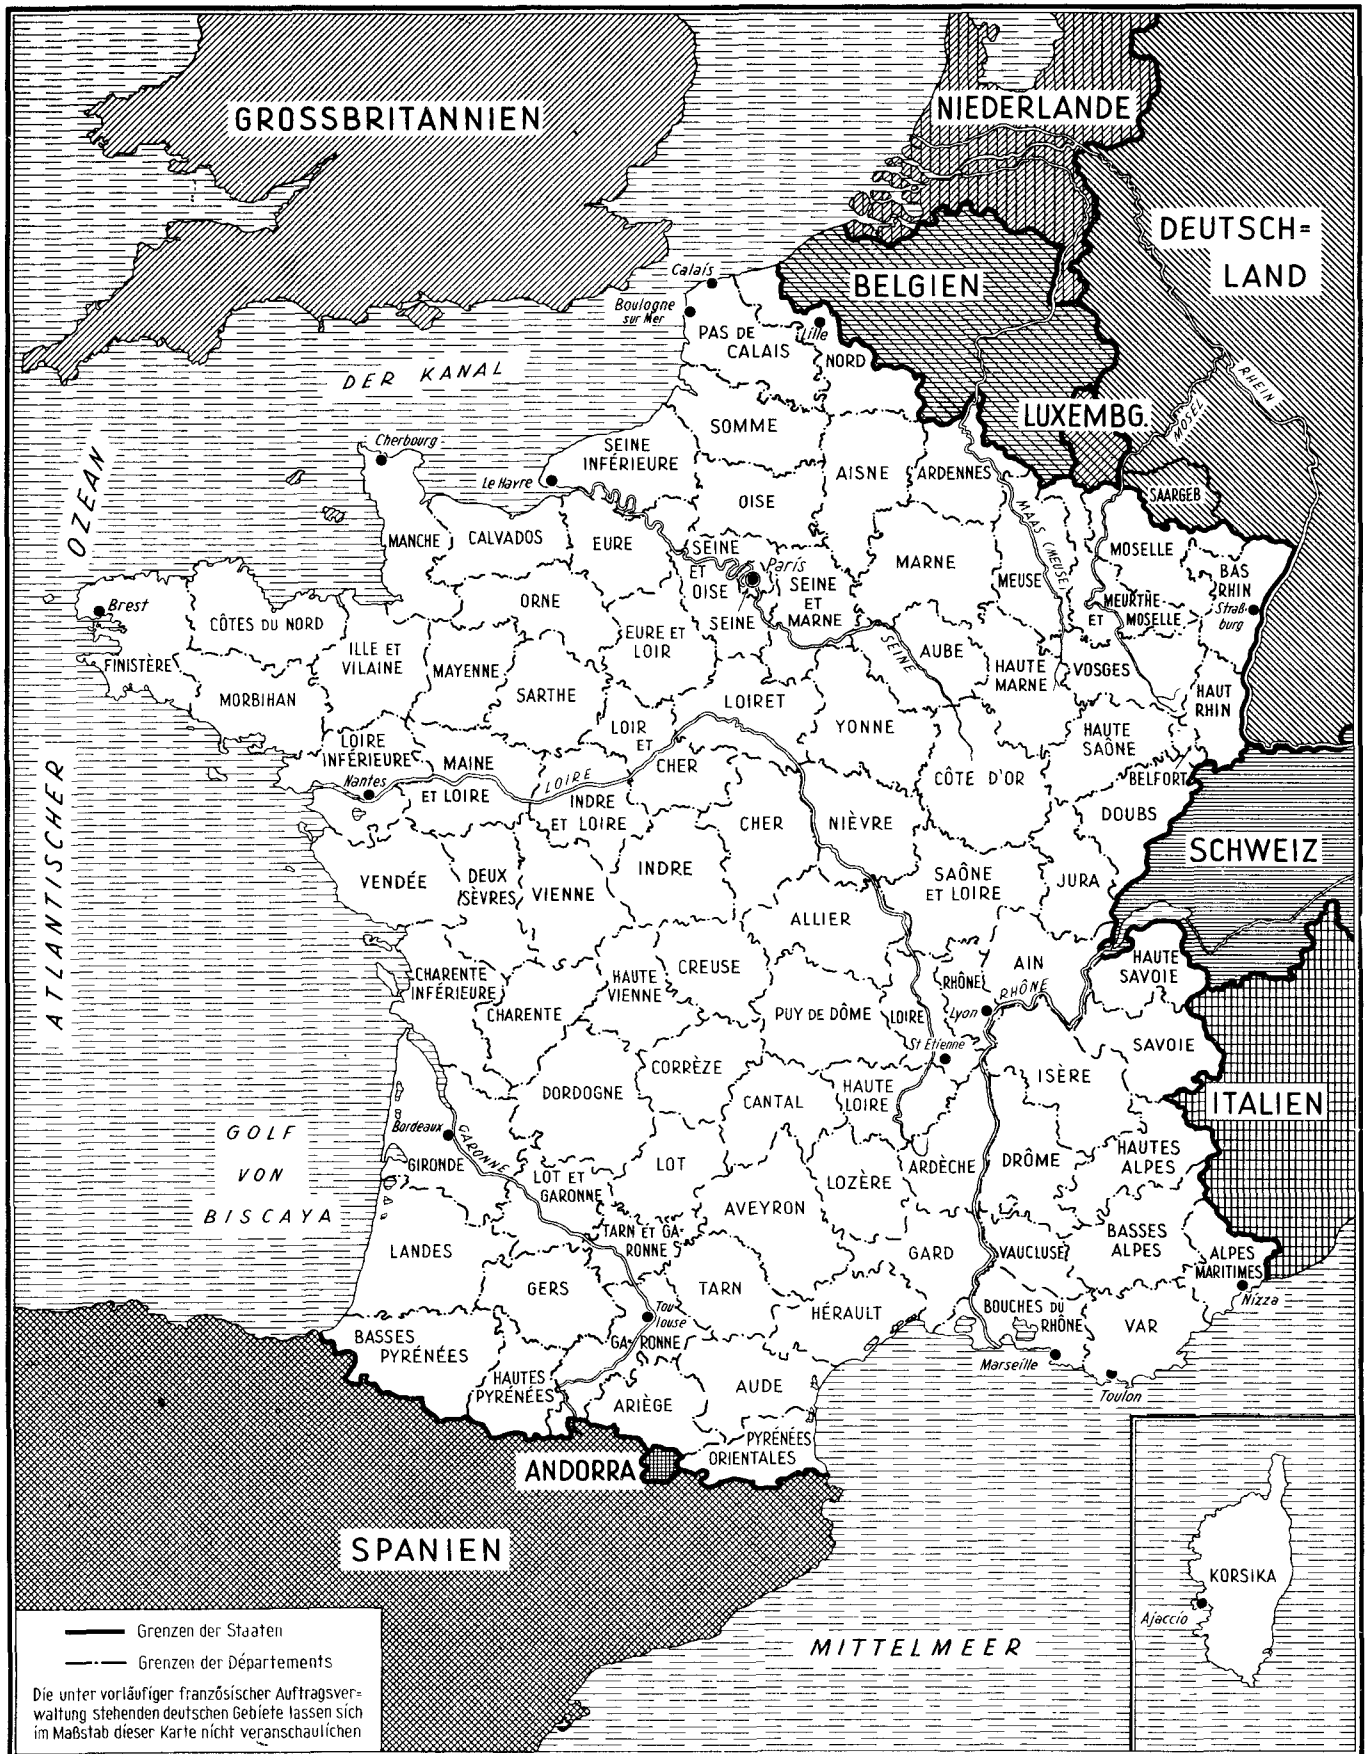 GROSSBRITANNIEN
NIEDERLANDE
DEUTSCH=
LAND
BELGIEN
LUXEMBG.
SAARGEB
RHEIN
MOSEL
Calais
Boulogne
sur Mer
Lille
PAS DE
CALAIS
NORD
DER KANAL
Cherbourg
Le Havre
SEINE
INFÉRIEURE
SOMME
AISNE
ARDENNES
OISE
MAAS (MEUSE)
OZEAN
ATLANTISCHER
MANCHE
CALVADOS
EURE
SEINE
ET
OISE
Paris
SEINE
SEINE
ET
MARNE
MARNE
MEUSE
MOSELLE
MEURTHE
ET
MOSELLE
BAS
RHIN
Straß-
burg
Brest
FINISTÈRE
CÔTES DU NORD
MORBIHAN
ILLE ET
VILAINE
MAYENNE
ORNE
SARTHE
EURE ET
LOIR
LOIRET
SEINE
AUBE
HAUTE
MARNE
VOSGES
HAUT
RHIN
YONNE
LOIR
ET
CHER
LOIRE
INFÉRIEURE
Nantes
MAINE
ET LOIRE
LOIRE
INDRE
ET LOIRE
CÔTE D'OR
HAUTE
SAÔNE
BELFORT
DOUBS
CHER
NIÈVRE
SCHWEIZ
VENDÉE
DEUX
SÈVRES
VIENNE
INDRE
ALLIER
SAÔNE
ET LOIRE
JURA
CHARENTE
INFÉRIEURE
CHARENTE
HAUTE
VIENNE
CREUSE
PUY DE DÔME
LOIRE
RHÔNE
AIN
RHÔNE
Lyon
St Etienne
HAUTE
SAVOIE
SAVOIE
ISÈRE
ITALIEN
DORDOGNE
CORRÈZE
CANTAL
HAUTE
LOIRE
GOLF
VON
BISCAYA
Bordeaux
GARONNE
GIRONDE
LOT ET
GARONNE
LOT
AVEYRON
LOZÈRE
ARDÈCHE
DRÔME
HAUTES
ALPES
LANDES
GERS
TARN ET GA-
RONNE
TARN
GARD
VAUCLUSE
BASSES
ALPES
ALPES
MARITIMES
Nizza
Tou-
louse
GA-RONNE
HÉRAULT
BOUCHES DU
RHÔNE
VAR
Marseille
Toulon
BASSES
PYRÉNÉES
HAUTES
PYRÉNÉES
ARIÈGE
AUDE
PYRÉNÉES
ORIENTALES
ANDORRA
SPANIEN
KORSIKA
Ajaccio
MITTELMEER
Grenzen der Staaten
Grenzen der Départements
Die unter vorläufiger französischer Auftragsver=
waltung stehenden deutschen Gebiete lassen sich
im Maßstab dieser Karte nicht veranschaulichen